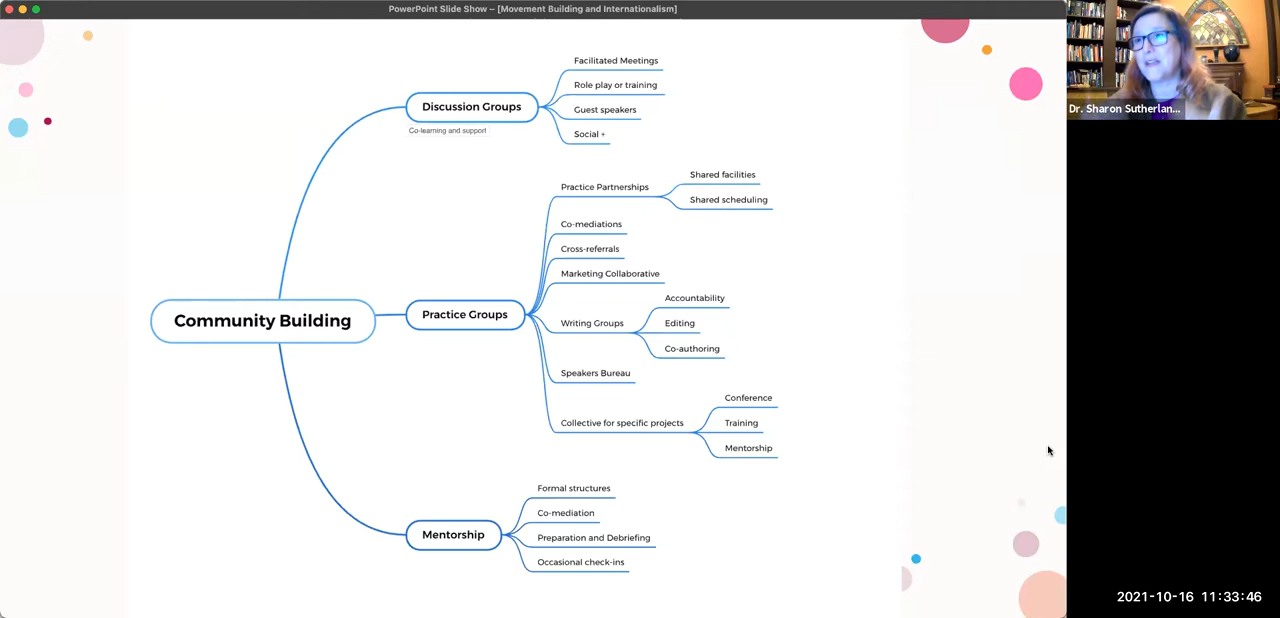 PowerPoint Slide Show – [Movement Building and Internationalism]
Dr. Sharon Sutherlan...
Facilitated Meetings
Role play or training
Discussion Groups
Guest speakers
Co-learning and support
Social +
Shared facilities
Practice Partnerships
Shared scheduling
Co-mediations
Cross-referrals
Marketing Collaborative
Accountability
Community Building
Practice Groups
Writing Groups
Editing
Co-authoring
Speakers Bureau
Conference
Collective for specific projects
Training
Mentorship
Formal structures
Co-mediation
Mentorship
Preparation and Debriefing
Occasional check-ins
2021-10-16 11:33:46